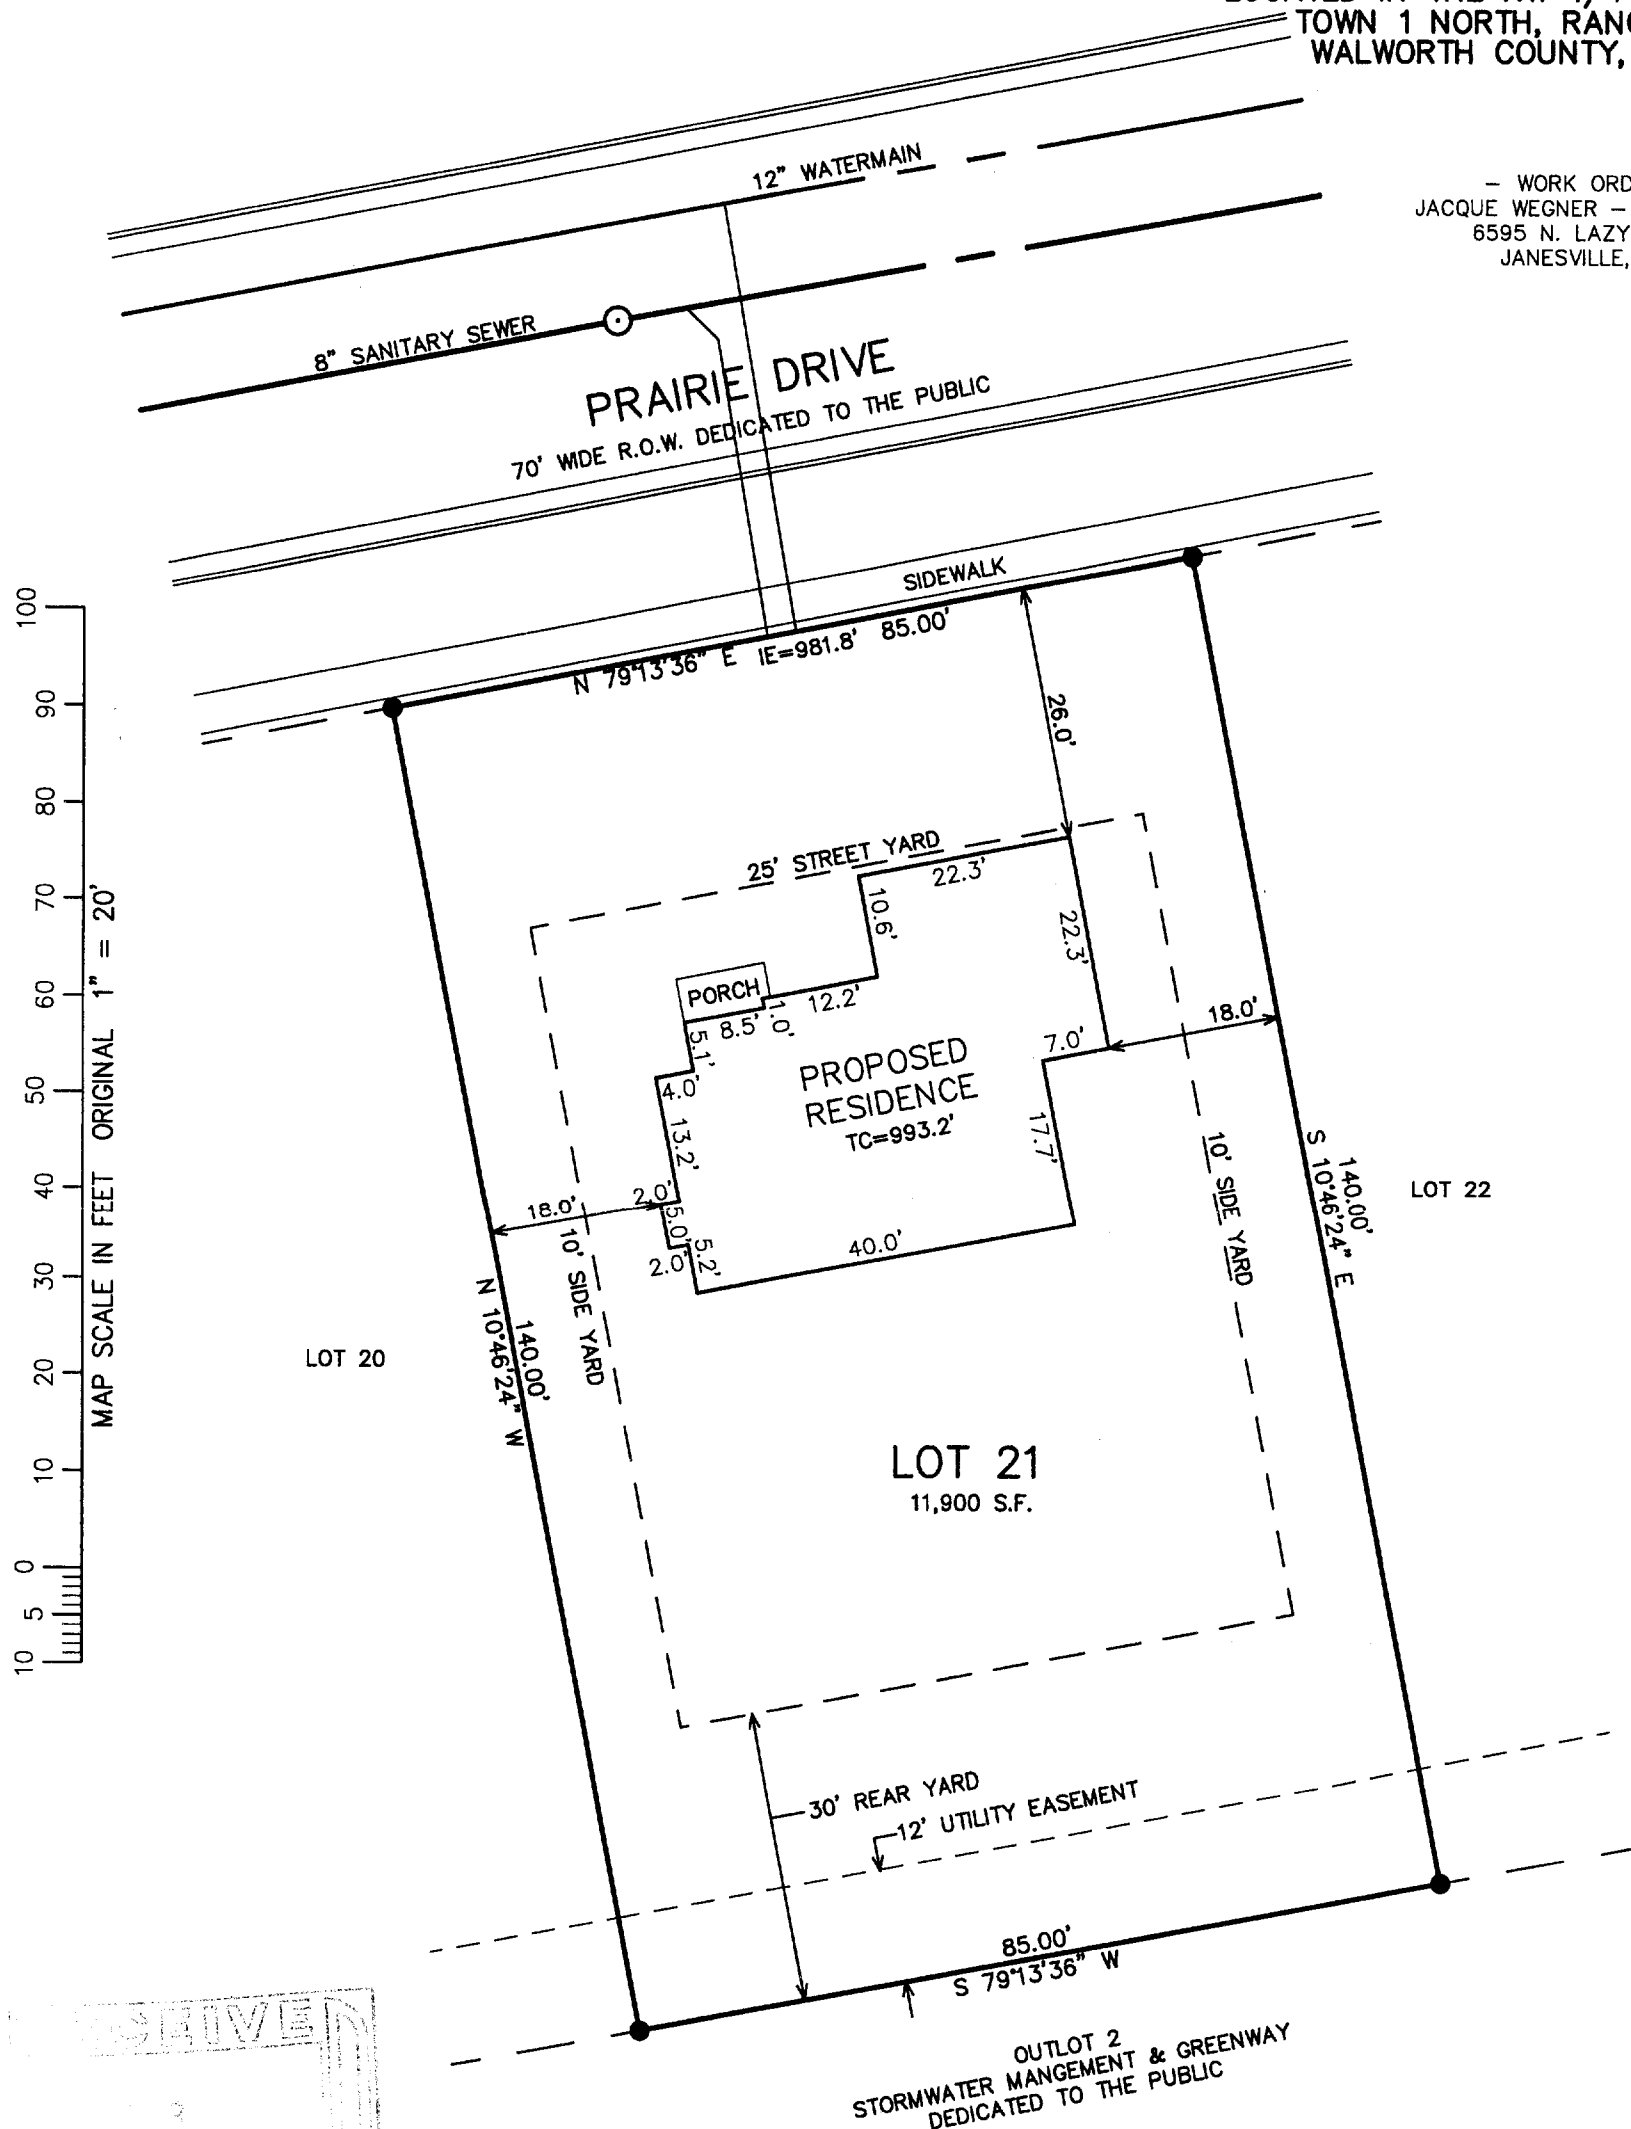 TOWN 1 NORTH,
WALWORTH COUNTY,
12" WATERMAIN
– WORK
JACQUE WEGNER –
6595 N. LAZY
JANESVILLE,
8" SANITARY SEWER
PRAIRIE DRIVE
70' WIDE R.O.W. DEDICATED TO THE PUBLIC
SIDEWALK
N 79°13'36" E IE=981.8' 85.00'
26.0'
25' STREET YARD
22.3'
10.6'
22.3'
PORCH
12.2'
8.5'
1.0'
5.1'
4.0'
18.0'
7.0'
PROPOSED
RESIDENCE
TC=993.2'
13.2'
17.7'
2.0'
18.0'
5.0'
2.0'
5.2'
40.0'
10' SIDE YARD
10' SIDE YARD
140.00'
S 10°46'24" E
LOT 22
140.00'
N 10°46'24" W
LOT 20
LOT 21
11,900 S.F.
30' REAR YARD
12' UTILITY EASEMENT
85.00'
S 79°13'36" W
OUTLOT 2
STORMWATER MANGEMENT & GREENWAY
DEDICATED TO THE PUBLIC
100
90
80
70
60
50
40
30
20
10
0
5
10
MAP SCALE IN FEET ORIGINAL 1" = 20'